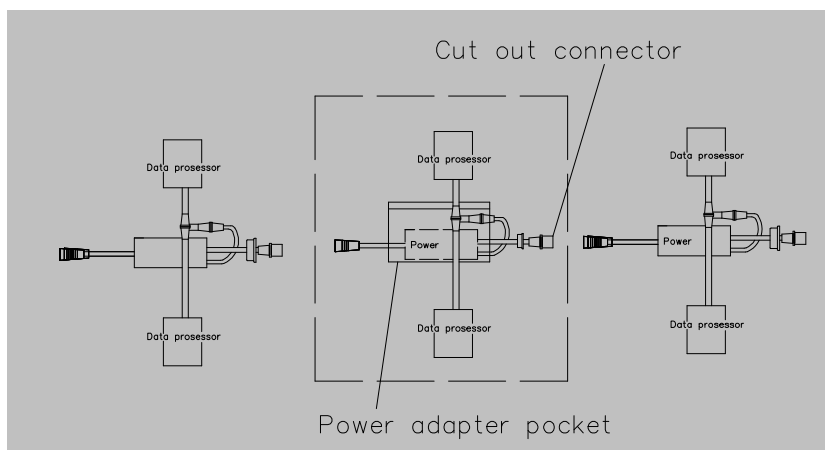 Cut out connector
Data prosessor
Data prosessor
Data prosessor
Power
Power
Data prosessor
Data prosessor
Data prosessor
Power adapter pocket